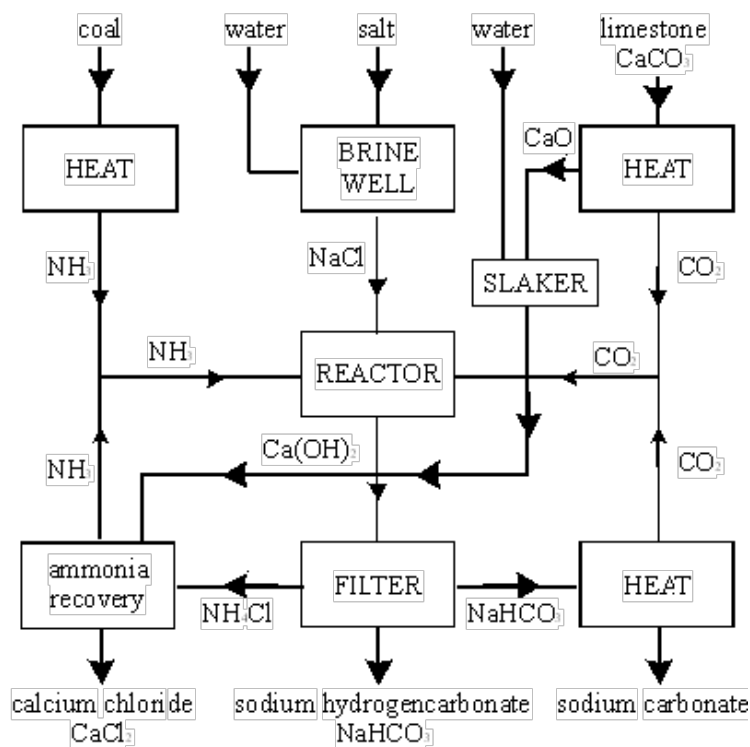 coal
water
salt
water
limestone
CaCO₃
HEAT
BRINE
WELL
CaO
HEAT
NH₃
NaCl
SLAKER
CO₂
NH₃
REACTOR
CO₂
NH₃
Ca(OH)₂
CO₂
ammonia
recovery
NH₄Cl
FILTER
NaHCO₃
HEAT
calcium chloride
CaCl₂
sodium hydrogencarbonate
NaHCO₃
sodium carbonate